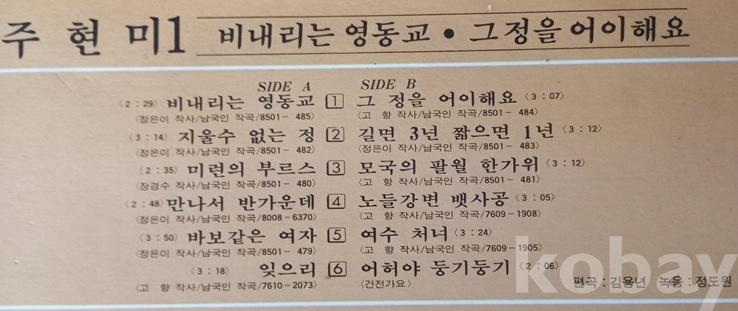 주 현 미1 비내리는 영동교 • 그정을 어이해요
SIDE A SIDE B
〈2 : 29〉 비내리는 영동교 1 그 정을 어이해요 〈3 : 07〉
〈정은이 작사/남국인 작곡/8501 - 485〉 〈고 향 작사/남국인 작곡/8501 - 484〉
〈3 : 14〉 지울수 없는 정 2 길면 3년 짧으면 1년 〈3 : 12〉
〈정은이 작사/남국인 작곡/8501 - 482〉 〈정은이 작사/남국인 작곡/8501 - 483〉
〈2 : 35〉 미련의 부르스 3 모국의 팔월 한가위 〈3 : 12〉
〈장경수 작사/남국인 작곡/8501 - 480〉 〈고 향 작사/남국인 작곡/8501 - 481〉
〈2 : 48〉 만나서 반가운데 4 노들강변 뱃사공 〈3 : 05〉
〈정은이 작사/남국인 작곡/8008 - 6370〉 〈고 향 작사/남국인 작곡/7609 - 1908〉
〈3 : 50〉 바보같은 여자 5 여수 처녀 〈3 : 24〉
〈정은이 작사/남국인 작곡/8501 - 479〉 〈고 향 작사/남국인 작곡/7609 - 1905〉
〈3 : 18〉 잊으리 6 어허야 둥기둥기 〈2 : 06〉
〈고 향 작사/남국인 작곡/7610 - 2073〉 〈건전가요〉
편곡 : 김용년 녹음 : 정도원
kobay